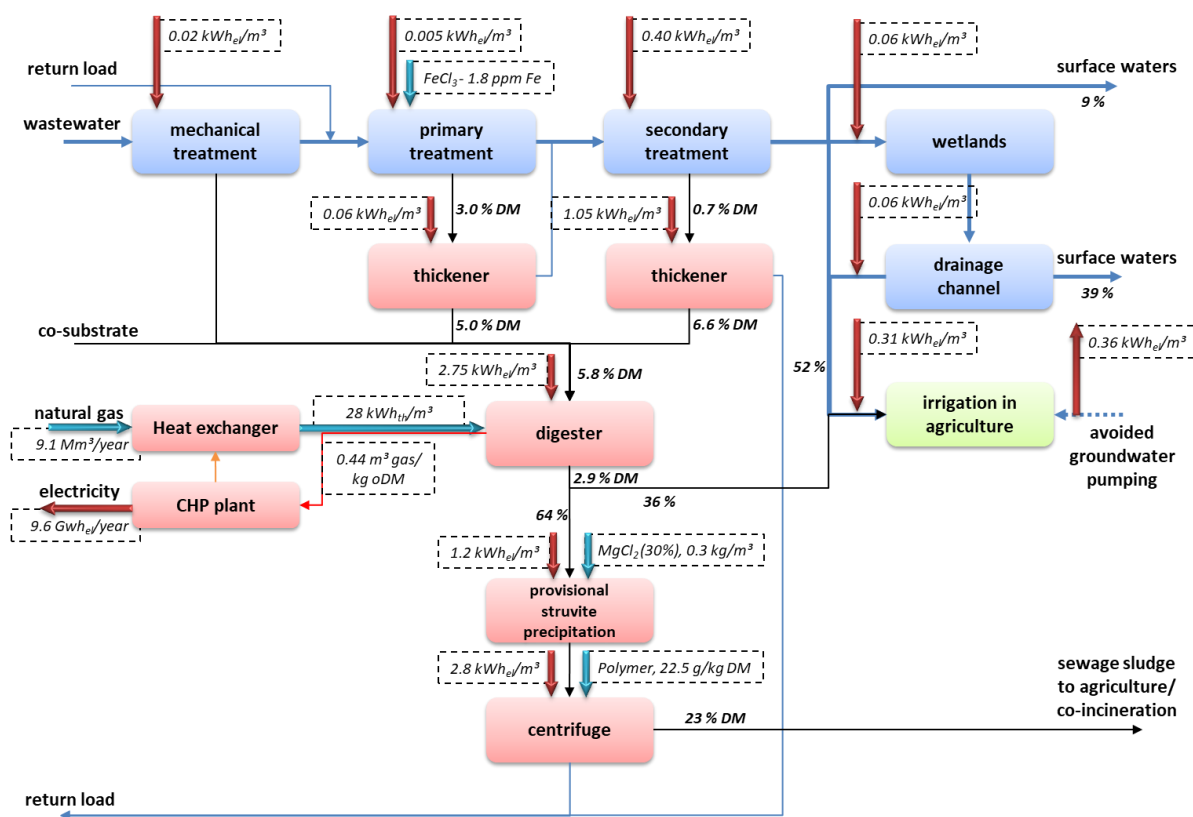 0.02 kWhel/m³
0.005 kWhel/m³
0.40 kWhel/m³
0.06 kWhel/m³
return load
FeCl3- 1.8 ppm Fe
surface waters
9 %
wastewater
mechanical
treatment
primary
treatment
secondary
treatment
wetlands
0.06 kWhel/m³
3.0 % DM
1.05 kWhel/m³
0.7 % DM
0.06 kWhel/m³
thickener
thickener
drainage
channel
surface waters
39 %
5.0 % DM
6.6 % DM
co-substrate
0.31 kWhel/m³
0.36 kWhel/m³
2.75 kWhel/m³
5.8 % DM
52 %
natural gas
9.1 Mm³/year
Heat exchanger
28 kWhth/m³
digester
irrigation in
agriculture
avoided
groundwater
pumping
0.44 m³ gas/
kg oDM
2.9 % DM
electricity
9.6 Gwhel/year
CHP plant
36 %
64 %
1.2 kWhel/m³
MgCl2 (30%), 0.3 kg/m³
provisional
struvite
precipitation
2.8 kWhel/m³
Polymer, 22.5 g/kg DM
sewage sludge
to agriculture/
co-incineration
centrifuge
23 % DM
return load